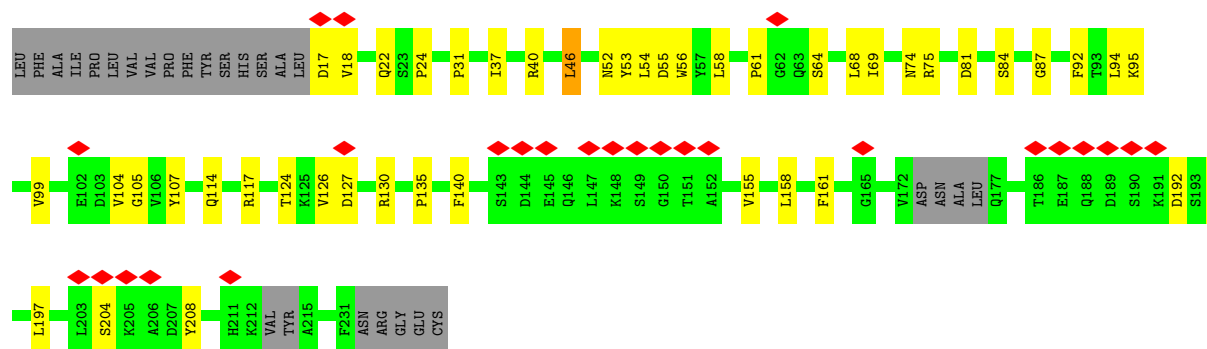 LEU PHE ALA ILE PRO LEU VAL VAL PRO PHE TYR SER HIS SER ALA LEU D17 V18 Q22 S23 P24 P31 I37 R40 L46 N52 Y53 L54 D55 W56 Y57 L58 P61 G62 Q63 S64 L68 I69 N74 R75 D81 S84 G87 F92 T93 L94 K95
V99 E102 D103 V104 G105 V106 Y107 Q114 R117 T124 K125 V126 D127 R130 P135 F140 S143 D144 E145 Q146 L147 K148 S149 G150 T151 A152 V155 L158 F161 G165 V172 ASP ASN ALA LEU Q177 T186 E187 Q188 D189 S190 K191 D192 S193
L197 L203 S204 K205 A206 D207 Y208 H211 K212 VAL TYR A215 F231 ASN ARG GLY GLU CYS